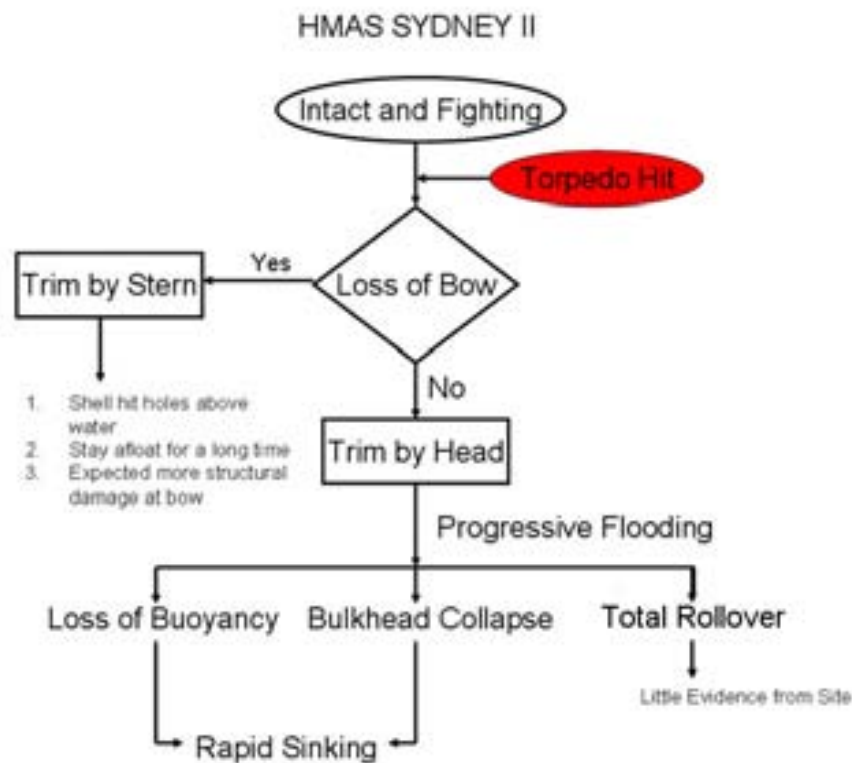 HMAS SYDNEY II
Intact and Fighting
Torpedo Hit
Yes
Trim by Stern
Loss of Bow
No
1. Shell hit holes above
water
2. Stay afloat for a long time
3. Expected more structural
damage at bow
Trim by Head
Progressive Flooding
Loss of Buoyancy
Bulkhead Collapse
Total Rollover
Little Evidence from Site
Rapid Sinking